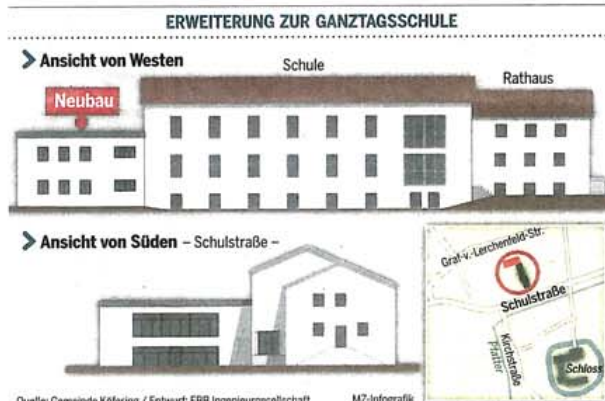 ERWEITERUNG ZUR GANZTAGSSCHULE
Ansicht von Westen
Schule
Rathaus
Neubau
Ansicht von Süden – Schulstraße –
Graf-v.-Lerchenfeld-Str.
Schulstraße
Kirchstraße
Pfatter
Schloss
Quelle: Gemeinde Köfering / Entwurf: EBB Ingenieurgesellschaft
MZ-Infografik